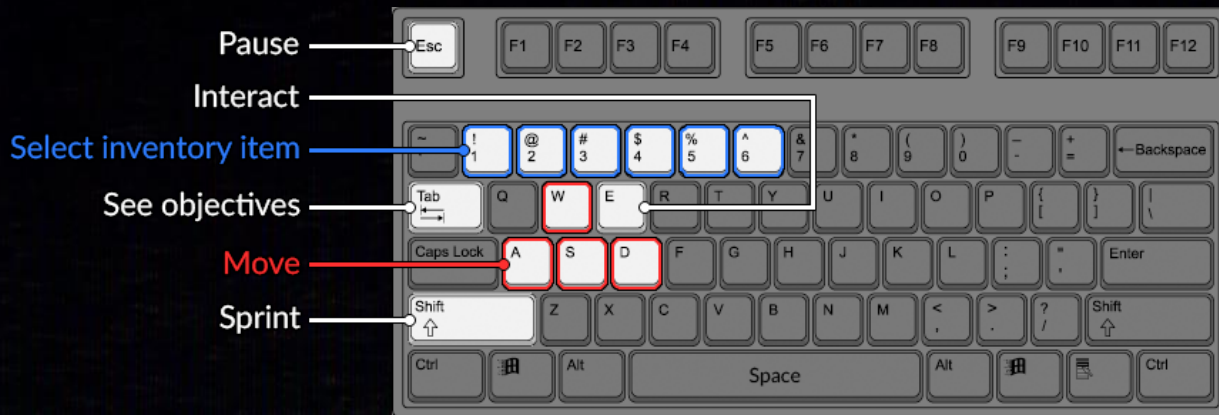 Pause
Esc F1 F2 F3 F4 F5 F6 F7 F8 F9 F10 F11 F12
Interact
Select inventory item
~ ! @ # $ % ^ & * ( ) _ +
` 1 2 3 4 5 6 7 8 9 0 - = ←Backspace
See objectives
Tab Q W E R T Y U I O P { } |
[ ] \
Move
Caps Lock A S D F G H J K L : " Enter
; '
Sprint
Shift Z X C V B N M < > ? Shift
, . /
Ctrl Alt Space Alt Ctrl